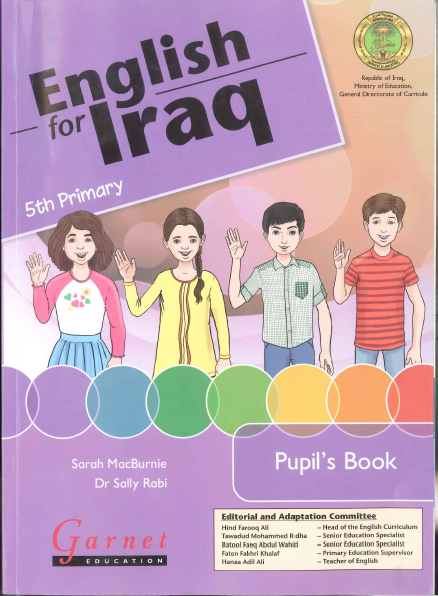 English
for Iraq
5th Primary
Republic of Iraq,
Ministry of Education,
General Directorate of Curricula
Sarah MacBurnie
Dr Sally Rabi
Pupil's Book
Garnet
EDUCATION
Editorial and Adaptation Committee
Hind Farooq Ali – Head of the English Curriculum
Tawadud Mohammed Ridha – Senior Education Specialist
Batool Faeq Abdul Wahid – Senior Education Specialist
Faten Fakhri Khalaf – Primary Education Supervisor
Hanaa Adil Ali – Teacher of English